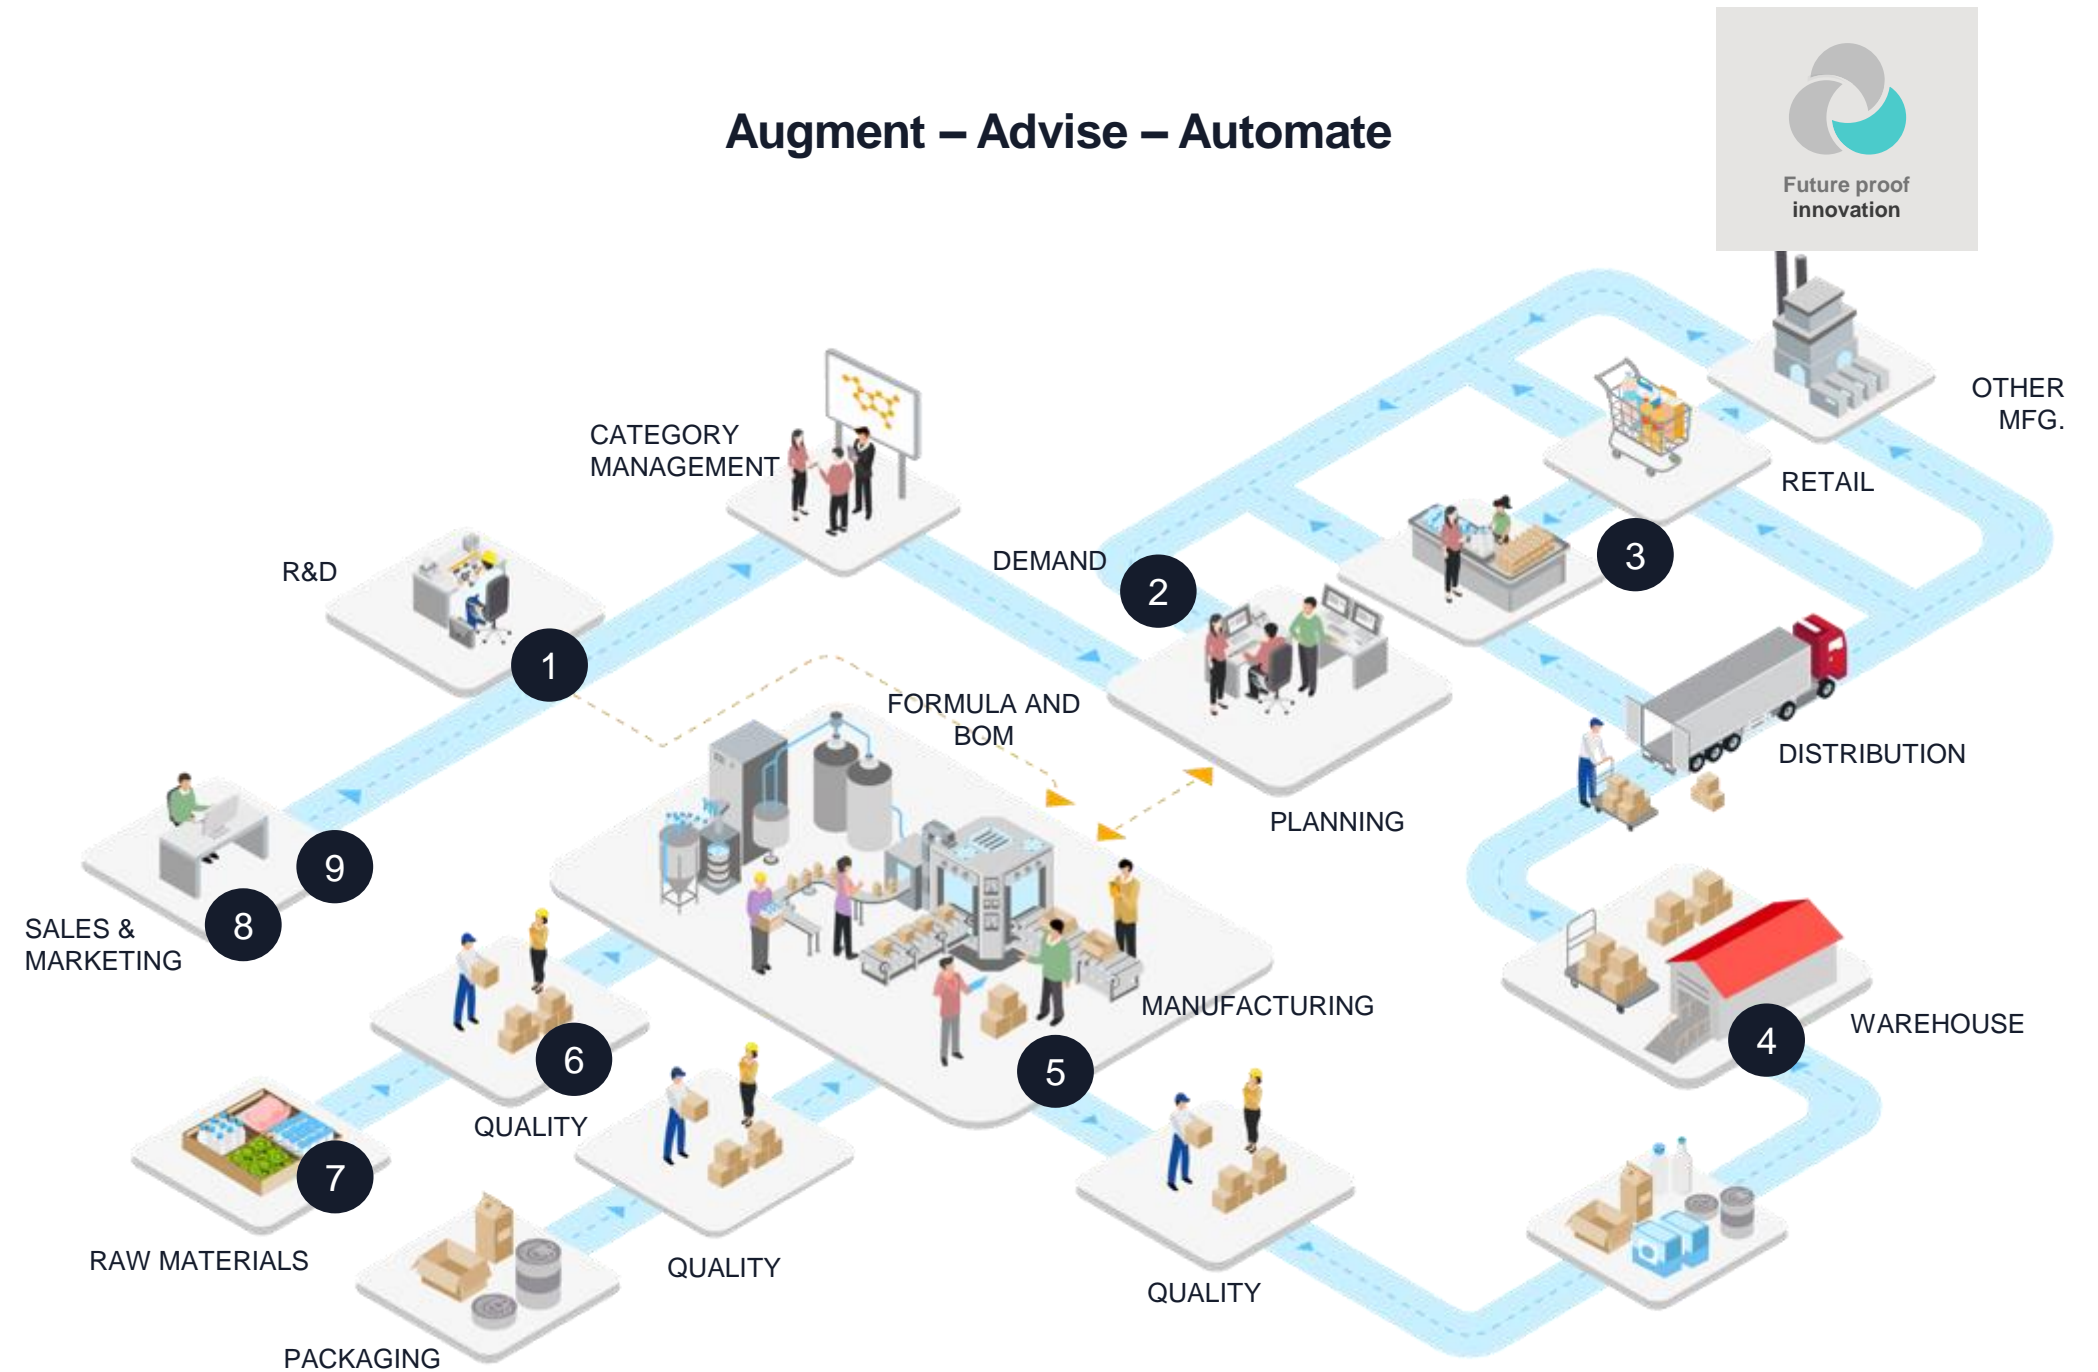 Augment – Advise – Automate
Future proof
innovation
OTHER
MFG.
CATEGORY
MANAGEMENT
RETAIL
R&D
DEMAND
2
3
1
FORMULA AND
BOM
DISTRIBUTION
PLANNING
9
8
SALES &
MARKETING
MANUFACTURING
4
WAREHOUSE
6
5
QUALITY
7
RAW MATERIALS
QUALITY
QUALITY
PACKAGING